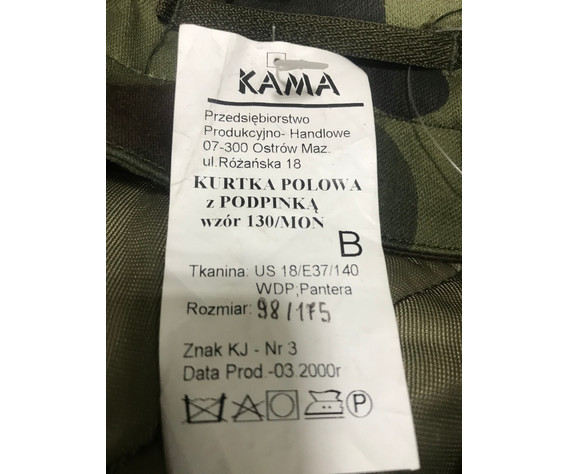 KAMA
Przedsiębiorstwo
Produkcyjno- Handlowe
07-300 Ostrów Maz.
ul.Różańska 18
KURTKA POLOWA
z PODPINKĄ
wzór 130/MON
B
Tkanina: US 18/E37/140
WDP;Pantera
Rozmiar: 98/175
Znak KJ - Nr 3
Data Prod -03.2000r
P